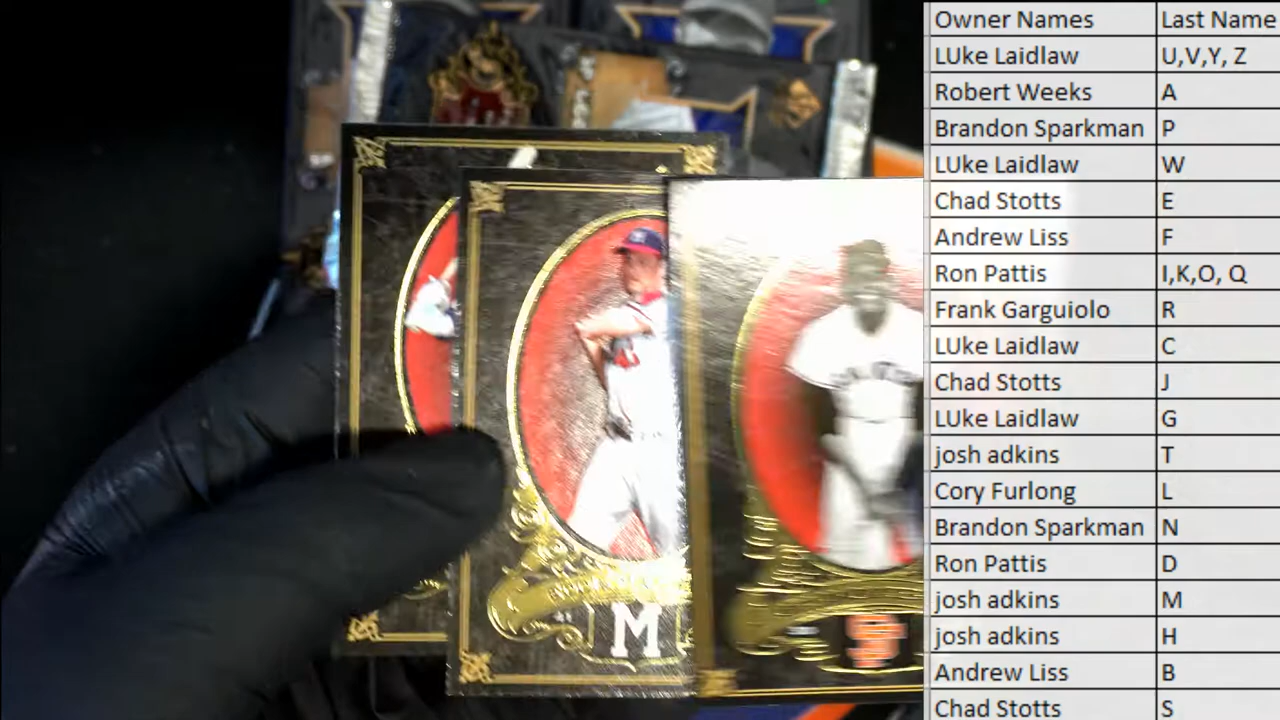 Owner Names Last Name
LUke Laidlaw U,V,Y, Z
Robert Weeks A
Brandon Sparkman P
LUke Laidlaw W
Chad Stotts E
Andrew Liss F
Ron Pattis I,K,O, Q
Frank Garguiolo R
LUke Laidlaw C
Chad Stotts J
LUke Laidlaw G
josh adkins T
Cory Furlong L
Brandon Sparkman N
Ron Pattis D
josh adkins M
josh adkins H
Andrew Liss B
Chad Stotts S
M
SF